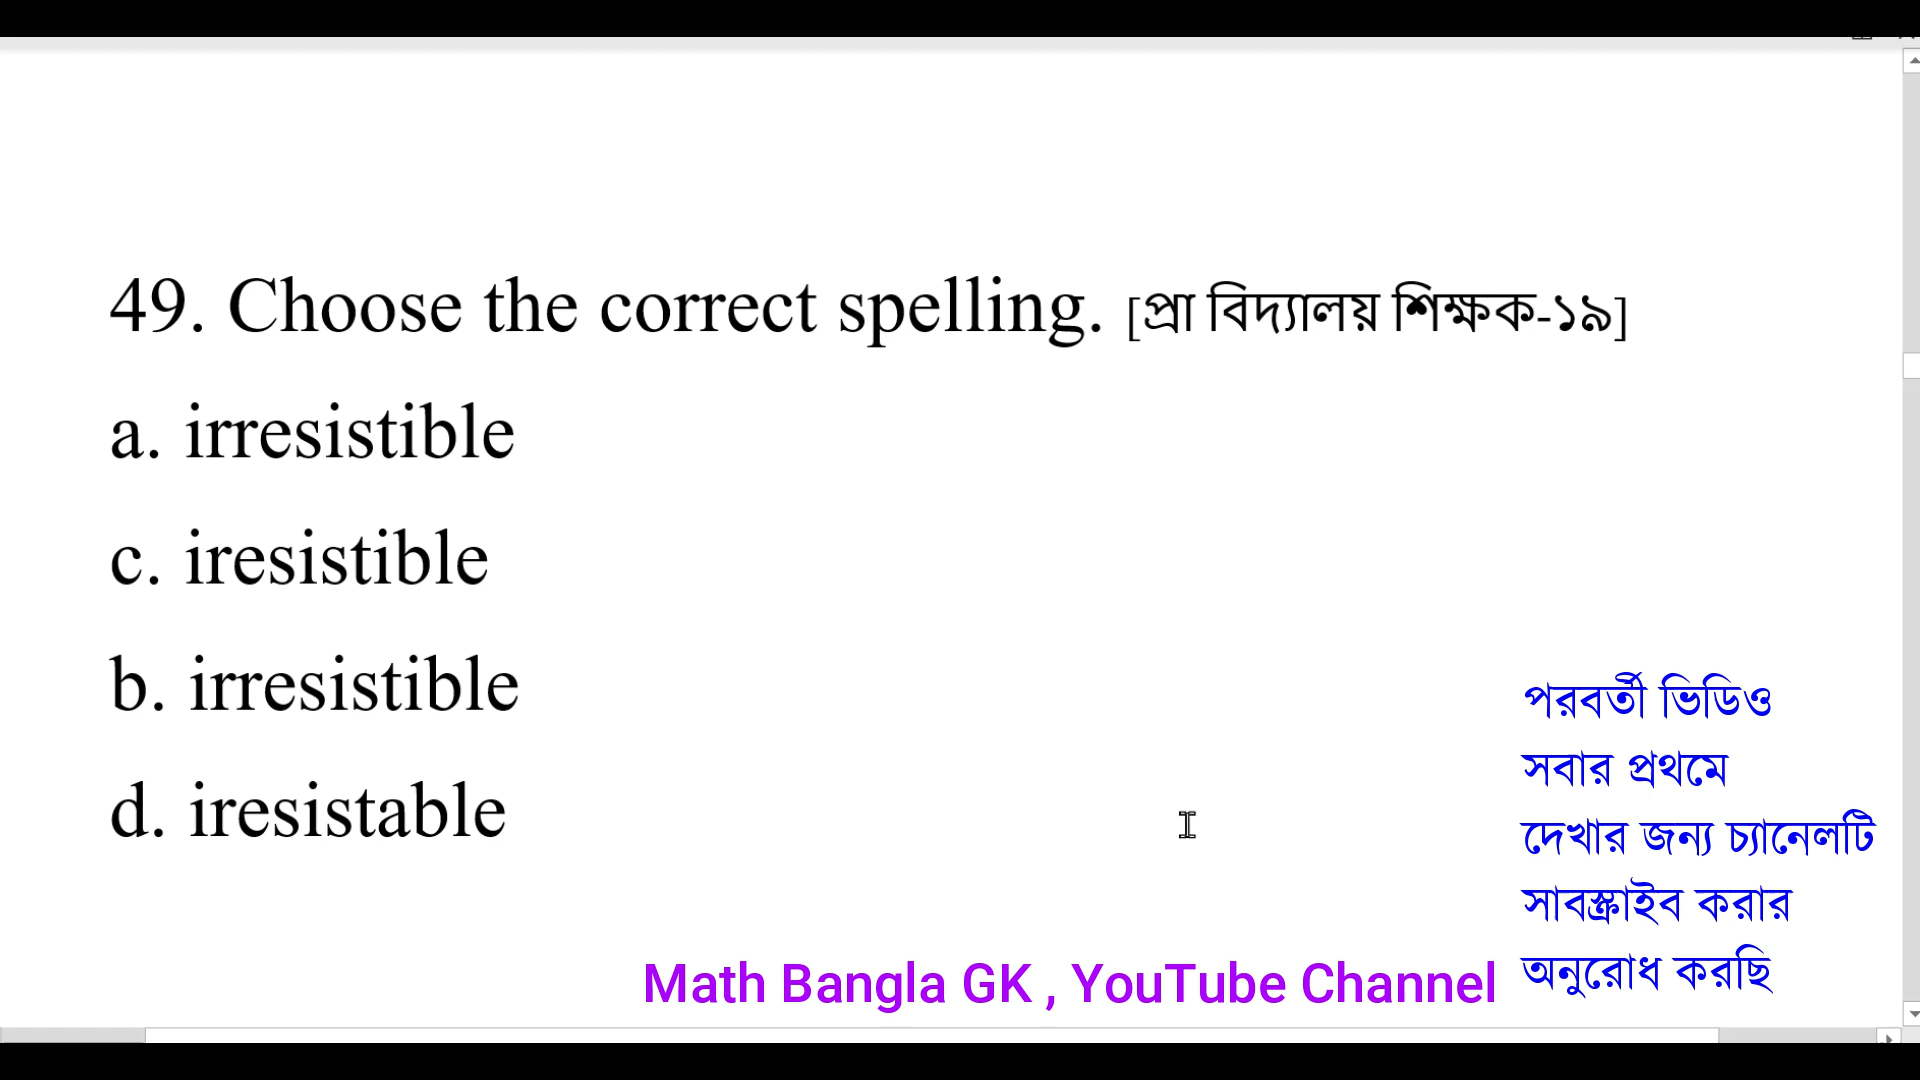 49. Choose the correct spelling. [প্রা বিদ্যালয় শিক্ষক-১৯]
a. irresistible
c. iresistible
b. irresistible
d. iresistable
পরবর্তী ভিডিও
সবার প্রথমে
দেখার জন্য চ্যানেলটি
সাবস্ক্রাইব করার
অনুরোধ করছি
Math Bangla GK , YouTube Channel